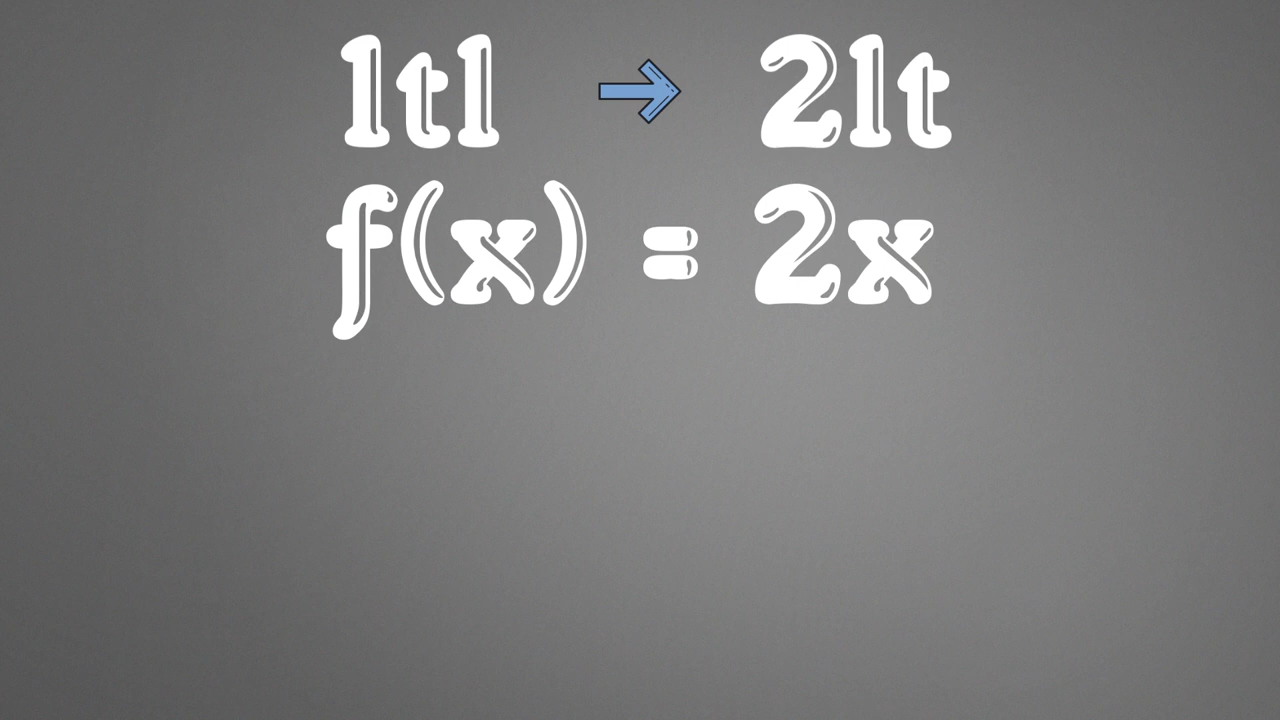 1t1 → 21t
f(x) = 2x